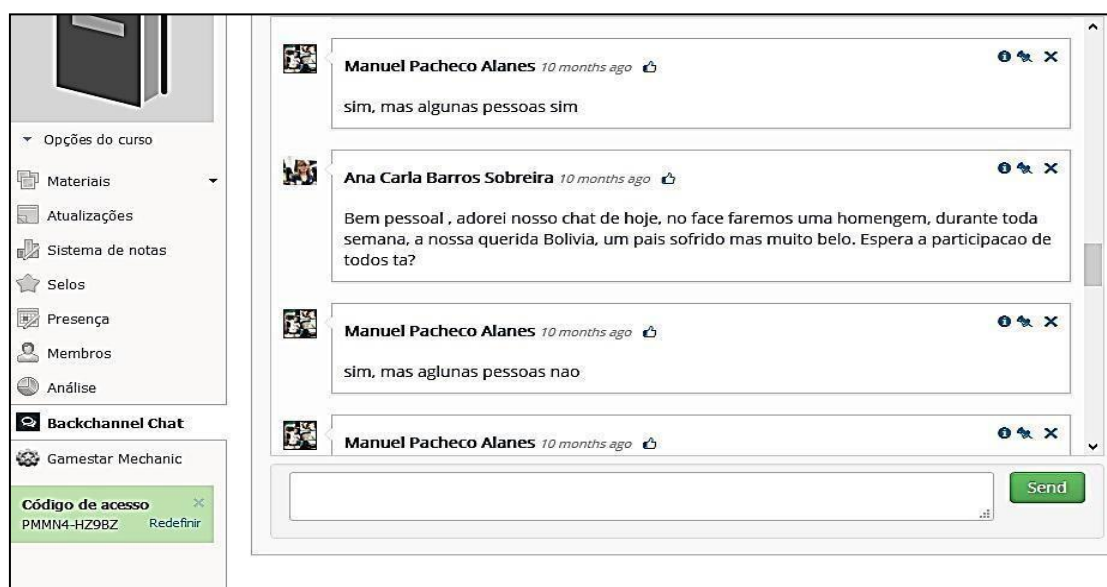 Opções do curso
Materiais
Atualizações
Sistema de notas
Selos
Presença
Membros
Análise
Backchannel Chat
Gamestar Mechanic
Código de acesso
PMMN4-HZ9BZ Redefinir
Manuel Pacheco Alanes 10 months ago
sim, mas algunas pessoas sim
Ana Carla Barros Sobreira 10 months ago
Bem pessoal , adorei nosso chat de hoje, no face faremos uma homengem, durante toda
semana, a nossa querida Bolivia, um pais sofrido mas muito belo. Espera a participacao de
todos ta?
Manuel Pacheco Alanes 10 months ago
sim, mas aglunas pessoas nao
Manuel Pacheco Alanes 10 months ago
Send